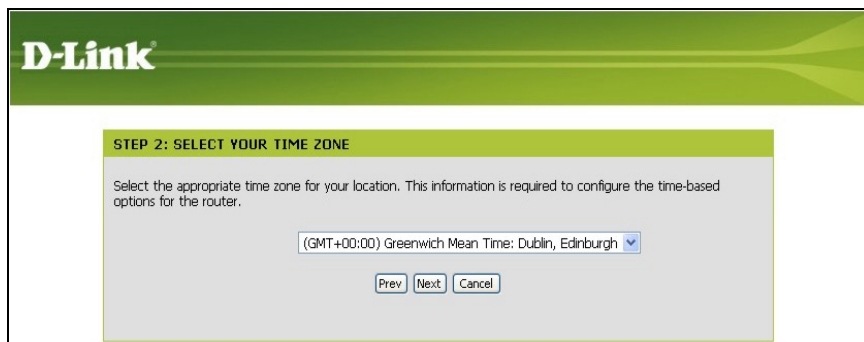 D-Link
STEP 2: SELECT YOUR TIME ZONE
Select the appropriate time zone for your location. This information is required to configure the time-based
options for the router.
(GMT+00:00) Greenwich Mean Time: Dublin, Edinburgh
Prev Next Cancel